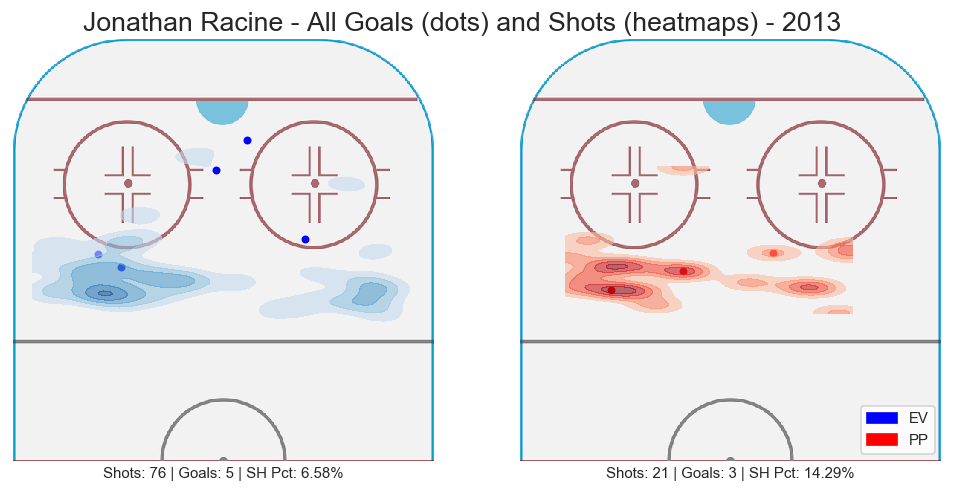 Jonathan Racine - All Goals (dots) and Shots (heatmaps) - 2013
EV
PP
Shots: 76 | Goals: 5 | SH Pct: 6.58%
Shots: 21 | Goals: 3 | SH Pct: 14.29%